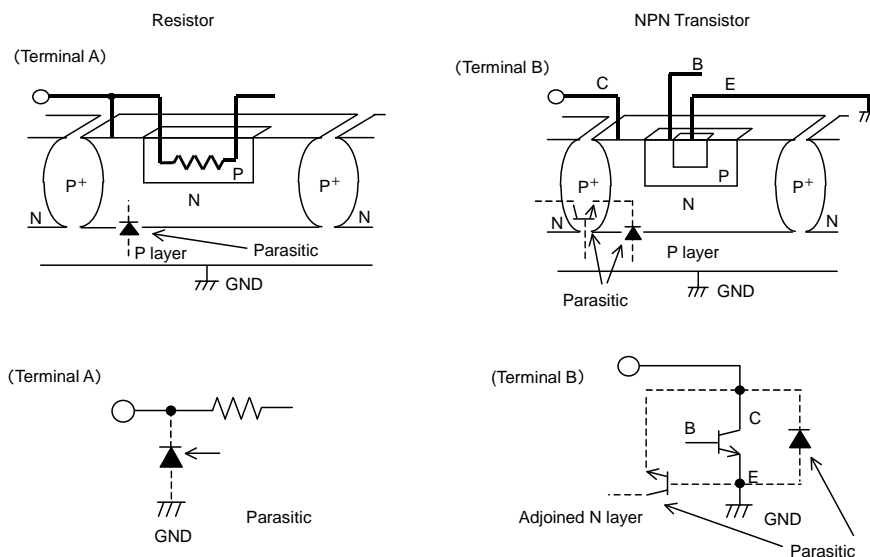 Resistor
(Terminal A)
P+
P
P+
N
N
N
P layer
Parasitic
GND
NPN Transistor
(Terminal B)
B
C
E
P+
P
P+
N
N
N
P layer
Parasitic
GND
(Terminal A)
GND
Parasitic
(Terminal B)
C
B
E
Adjoined N layer
GND
Parasitic